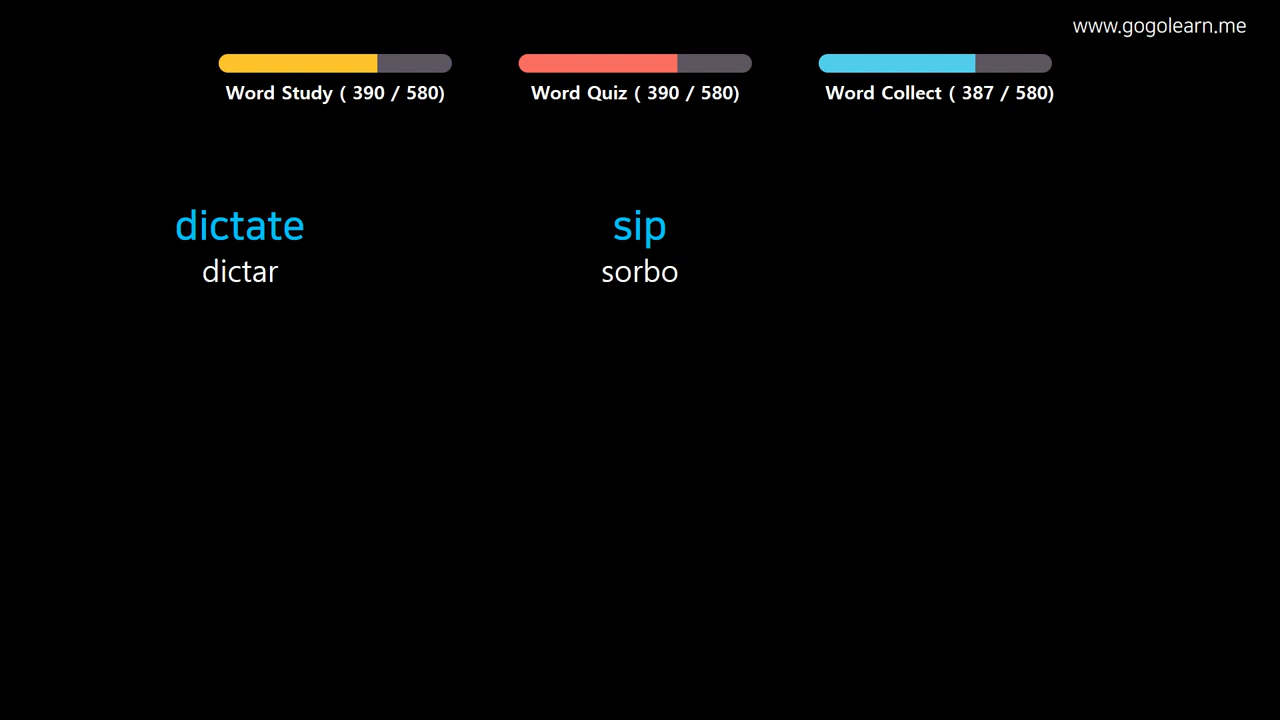 www.gogolearn.me
Word Study ( 390 / 580)
Word Quiz ( 390 / 580)
Word Collect ( 387 / 580)
dictate
dictar
sip
sorbo